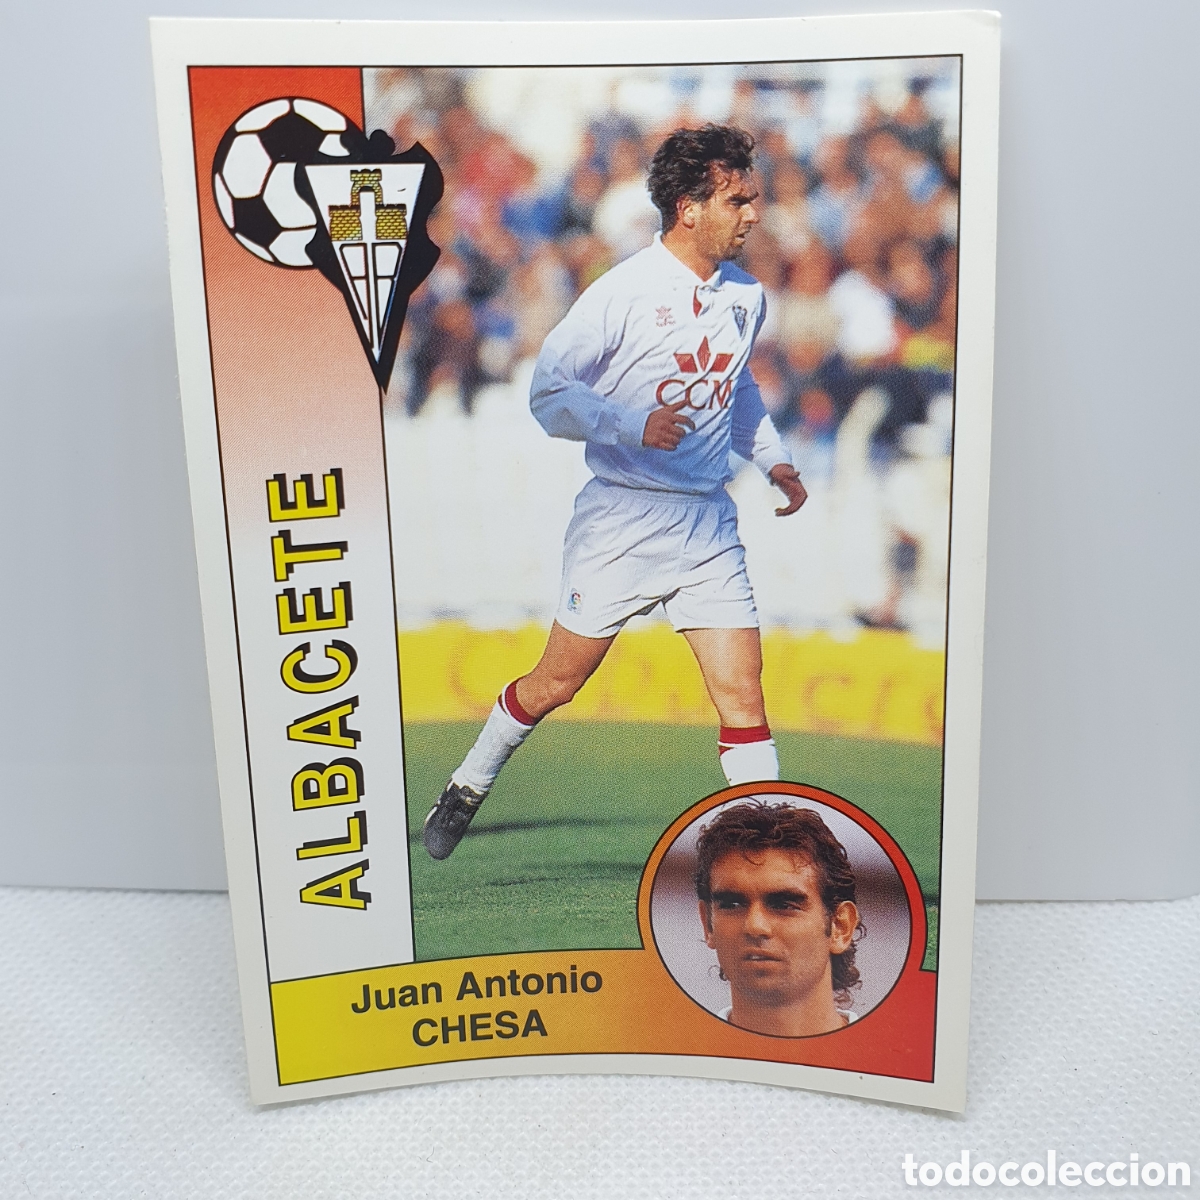 ALBACETE
CCM
Juan Antonio
CHESA
todocoleccion